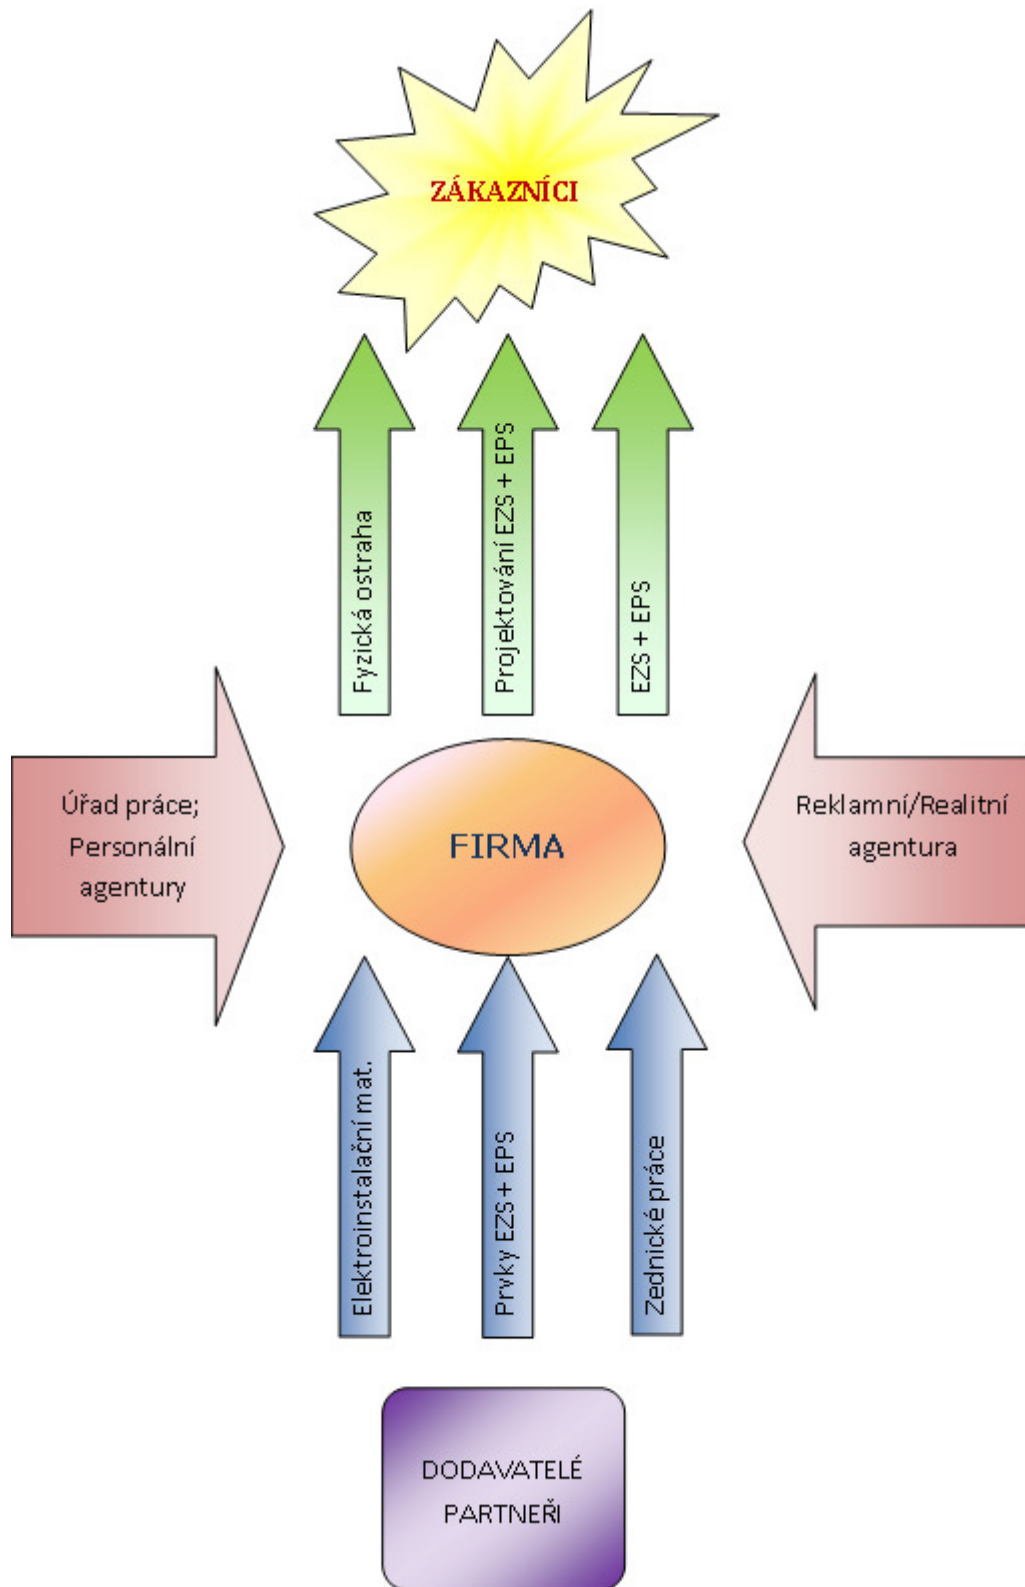 ZÁKAZNÍCI
Fyzická ostraha
Projektování EZS + EPS
EZS + EPS
Úřad práce;
Personální
agentury
FIRMA
Reklamní/Realitní
agentura
Elektroinstalační mat.
Prvky EZS + EPS
Zednické práce
DODAVATELÉ
PARTNEŘI